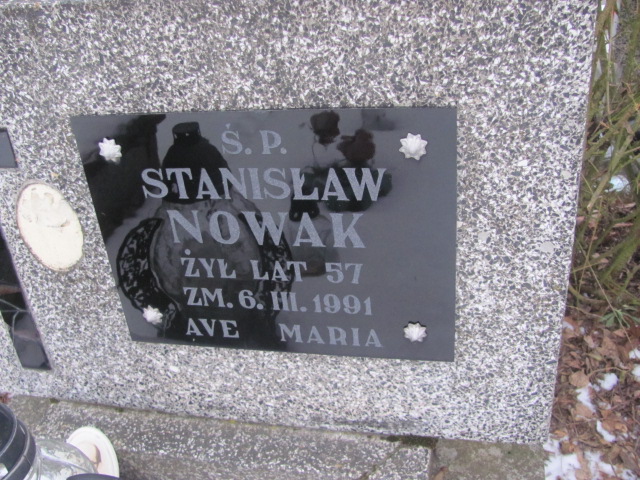 Ś. P.
STANISŁAW
NOWAK
ŻYŁ LAT 57
ZM. 6. III. 1991
AVE MARIA